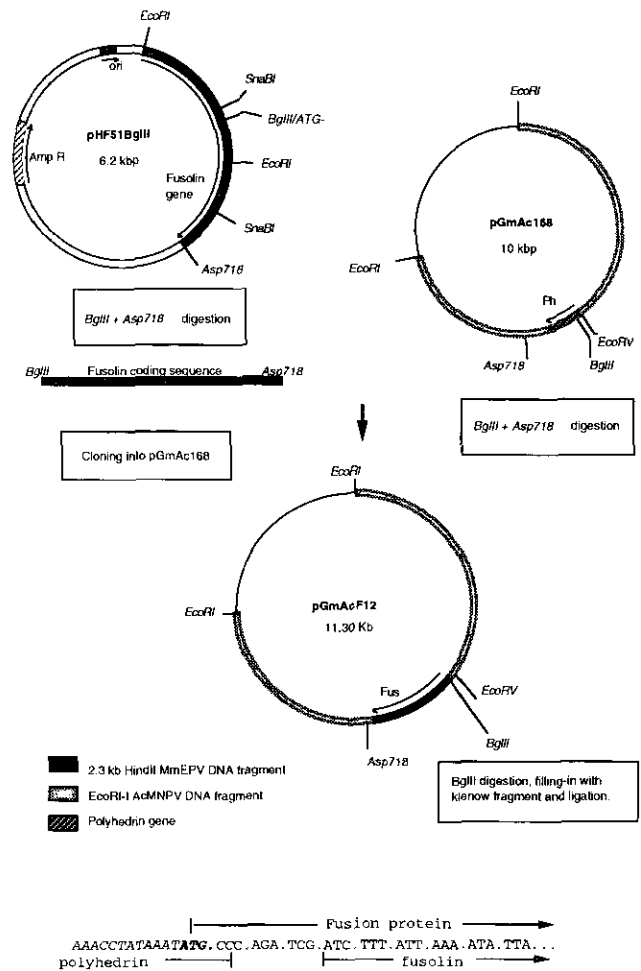 EcoRI
ori
SnaBI
BglII/ATG-
pHF51BglII
6.2 kbp
Amp R
EcoRI
Fusolin
gene
SnaBI
Asp718
BglII + Asp718 digestion
BglII Fusolin coding sequence Asp718
Cloning into pGmAc168
EcoRI
pGmAc168
10 kbp
EcoRI
Ph
EcoRV
BglII
Asp718
BglII + Asp718 digestion
EcoRI
pGmAcF12
11.30 Kb
EcoRI
Fus
EcoRV
BglII
Asp718
BglII digestion, filling-in with
klenow fragment and ligation.
2.3 kb HindII MmEPV DNA fragment
EcoRI-I AcMNPV DNA fragment
Polyhedrin gene
Fusion protein
AAACCTATAAATATG.CCC.AGA.TCG.ATC.TTT.ATT.AAA.ATA.TTA...
polyhedrin fusolin